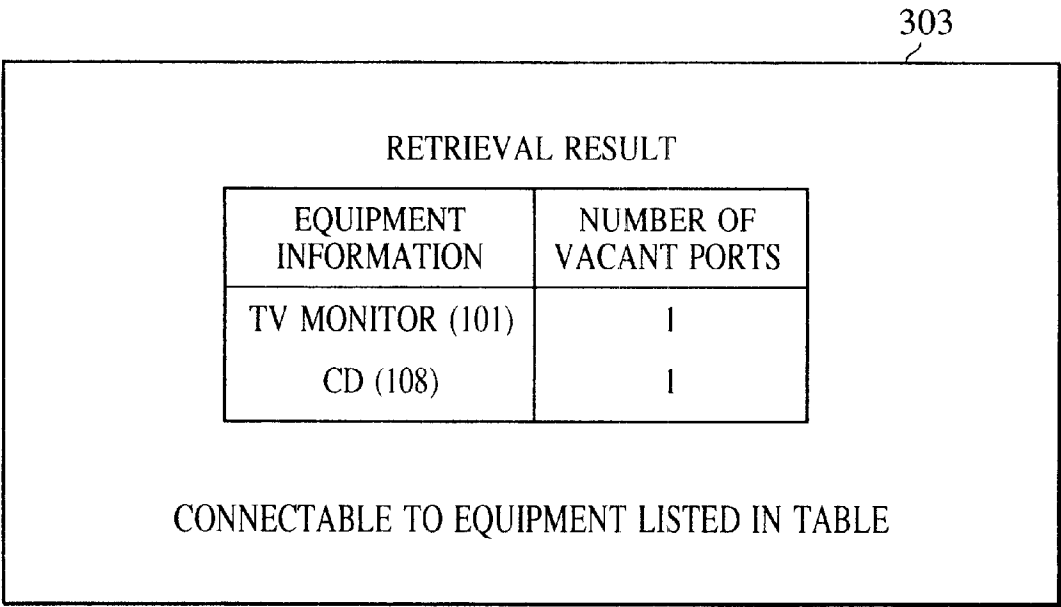 303
RETRIEVAL RESULT
EQUIPMENT INFORMATION
NUMBER OF VACANT PORTS
TV MONITOR (101)
1
CD (108)
1
CONNECTABLE TO EQUIPMENT LISTED IN TABLE